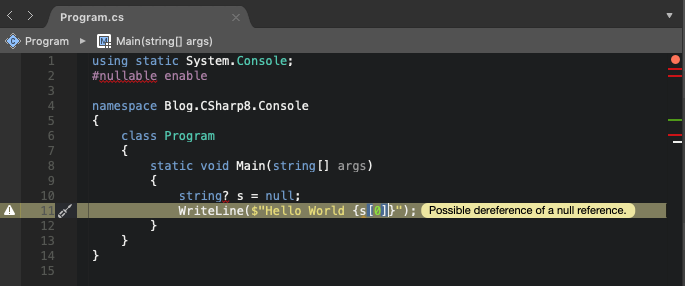 Program.cs
Program Main(string[] args)
1 using static System.Console;
2 #nullable enable
3
4 namespace Blog.CSharp8.Console
5 {
6 class Program
7 {
8 static void Main(string[] args)
9 {
10 string? s = null;
11 WriteLine($"Hello World {s[0]}"); Possible dereference of a null reference.
12 }
13 }
14 }
15